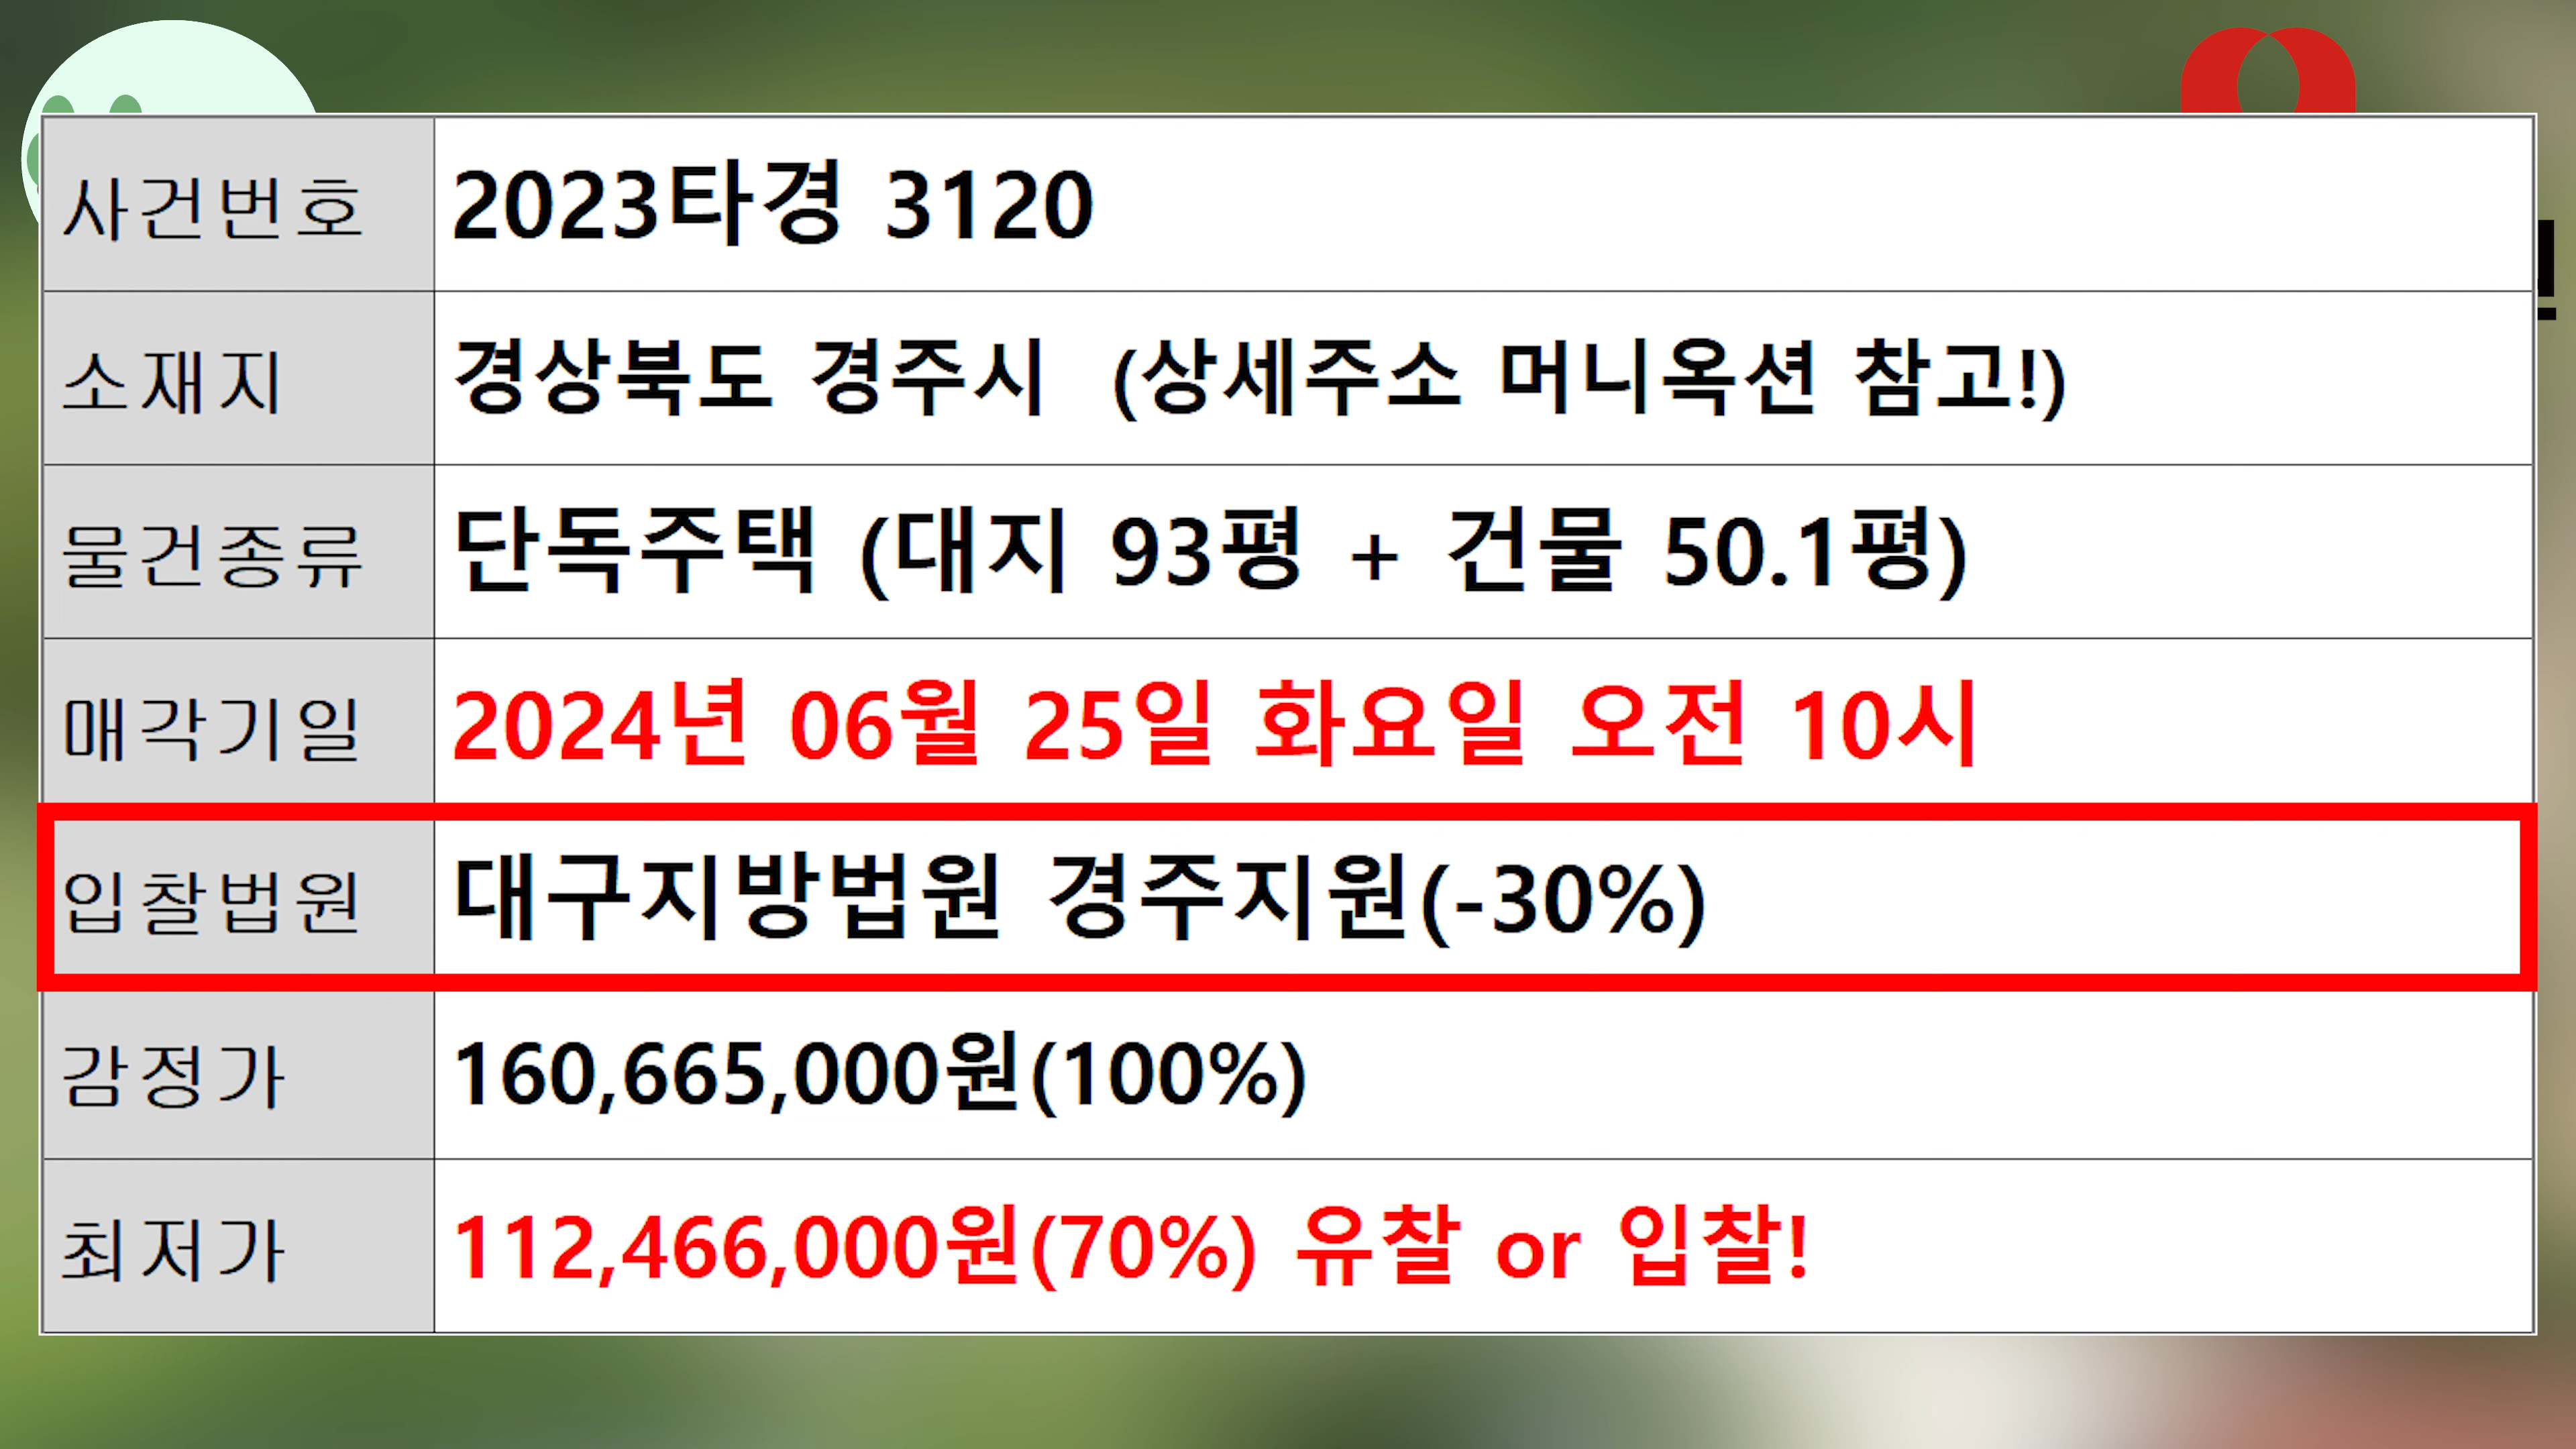 사건번호 2023타경 3120
소재지 경상북도 경주시 (상세주소 머니옥션 참고!)
물건종류 단독주택 (대지 93평 + 건물 50.1평)
매각기일 2024년 06월 25일 화요일 오전 10시
입찰법원 대구지방법원 경주지원(-30%)
감정가 160,665,000원(100%)
최저가 112,466,000원(70%) 유찰 or 입찰!